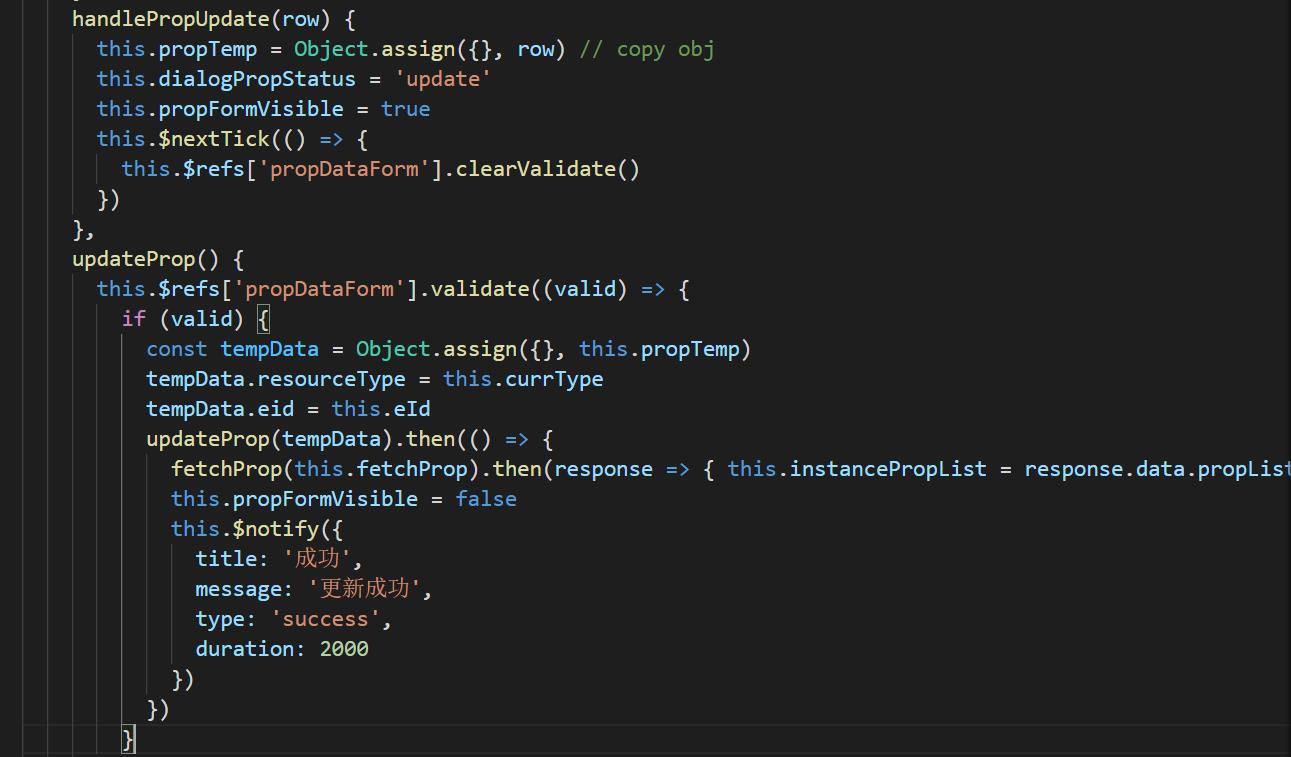 handlePropUpdate(row) {
this.propTemp = Object.assign({}, row) // copy obj
this.dialogPropStatus = 'update'
this.propFormVisible = true
this.$nextTick(() => {
this.$refs['propDataForm'].clearValidate()
})
},
updateProp() {
this.$refs['propDataForm'].validate((valid) => {
if (valid) {
const tempData = Object.assign({}, this.propTemp)
tempData.resourceType = this.currType
tempData.eid = this.eId
updateProp(tempData).then(() => {
fetchProp(this.fetchProp).then(response => { this.instancePropList = response.data.propList
this.propFormVisible = false
this.$notify({
title: '成功',
message: '更新成功',
type: 'success',
duration: 2000
})
})
}